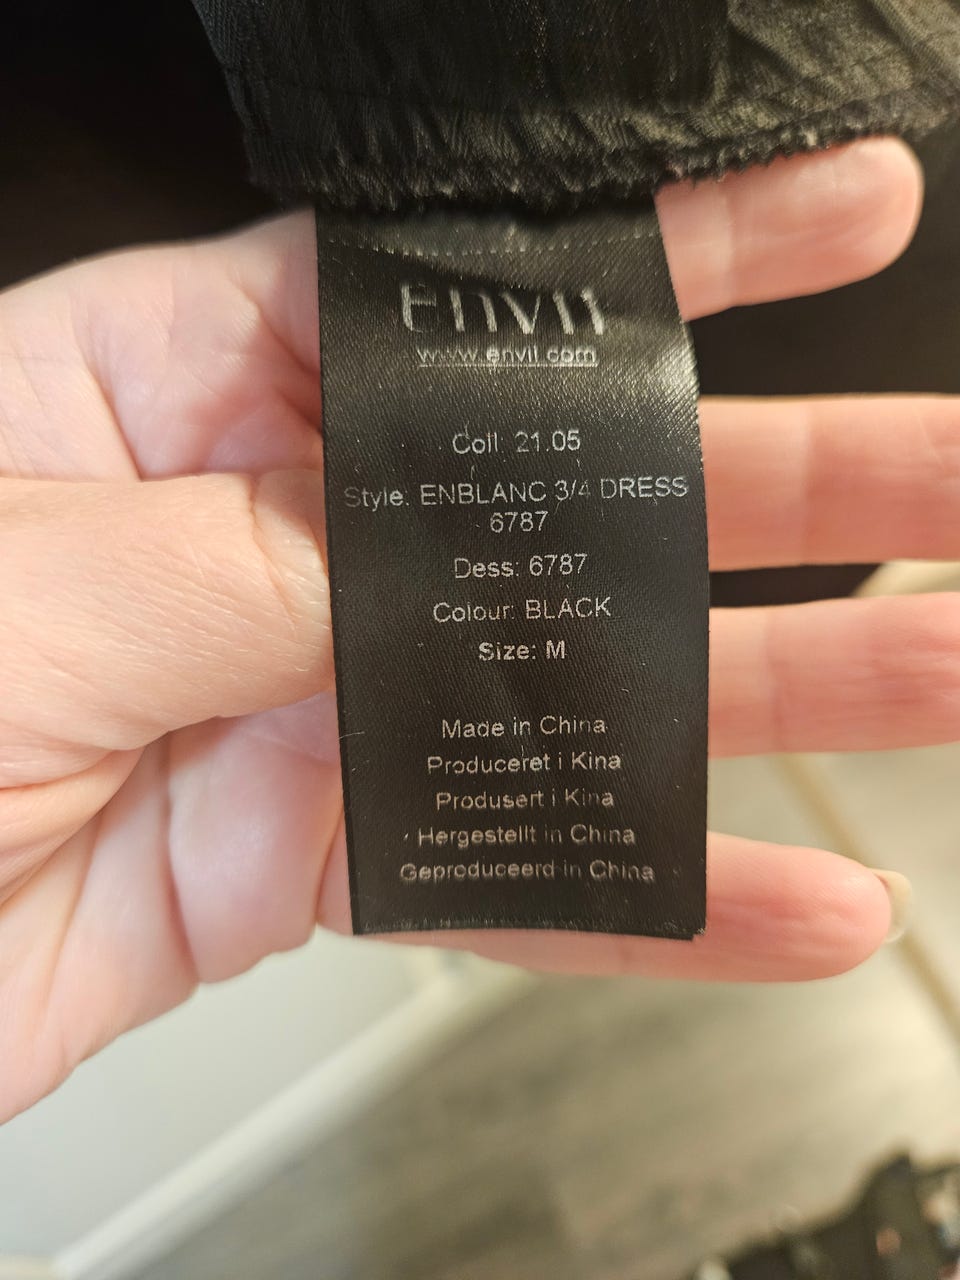 envii
www.envii.com
Coll: 21.05
Style: ENBLANC 3/4 DRESS
6787
Dess: 6787
Colour: BLACK
Size: M
Made in China
Produceret i Kina
Produsert i Kina
Hergestellt in China
Geproduceerd in China